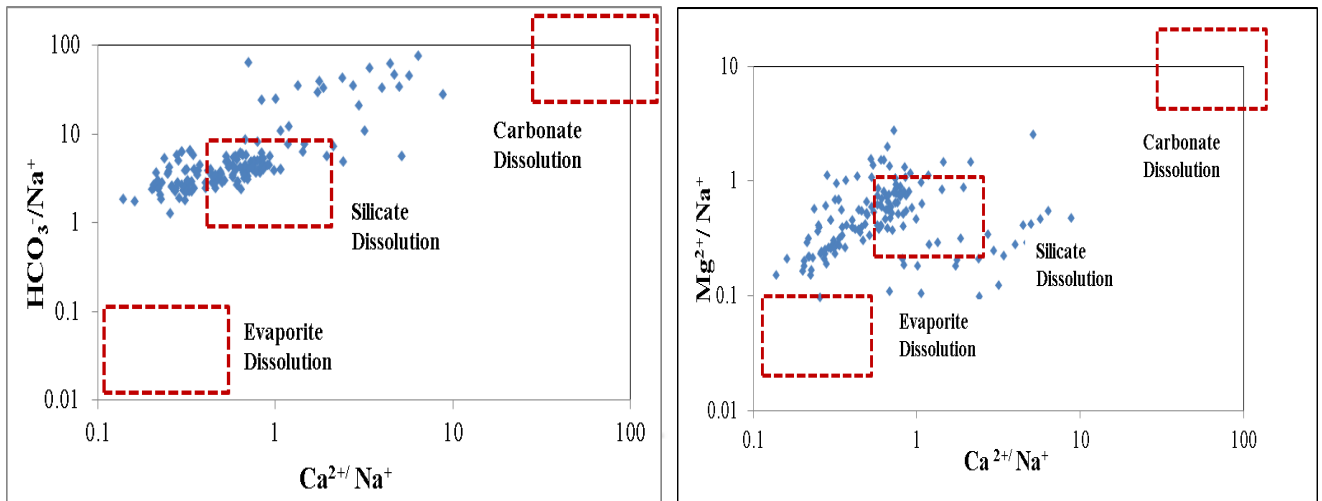 100
10
1
0.1
0.01
0.1
1
10
100
HCO₃⁻/Na⁺
Ca²⁺/ Na⁺
Carbonate
Dissolution
Silicate
Dissolution
Evaporite
Dissolution
10
1
0.1
0.01
0.1
1
10
100
Mg²⁺/ Na⁺
Ca ²⁺/ Na⁺
Carbonate
Dissolution
Silicate
Dissolution
Evaporite
Dissolution